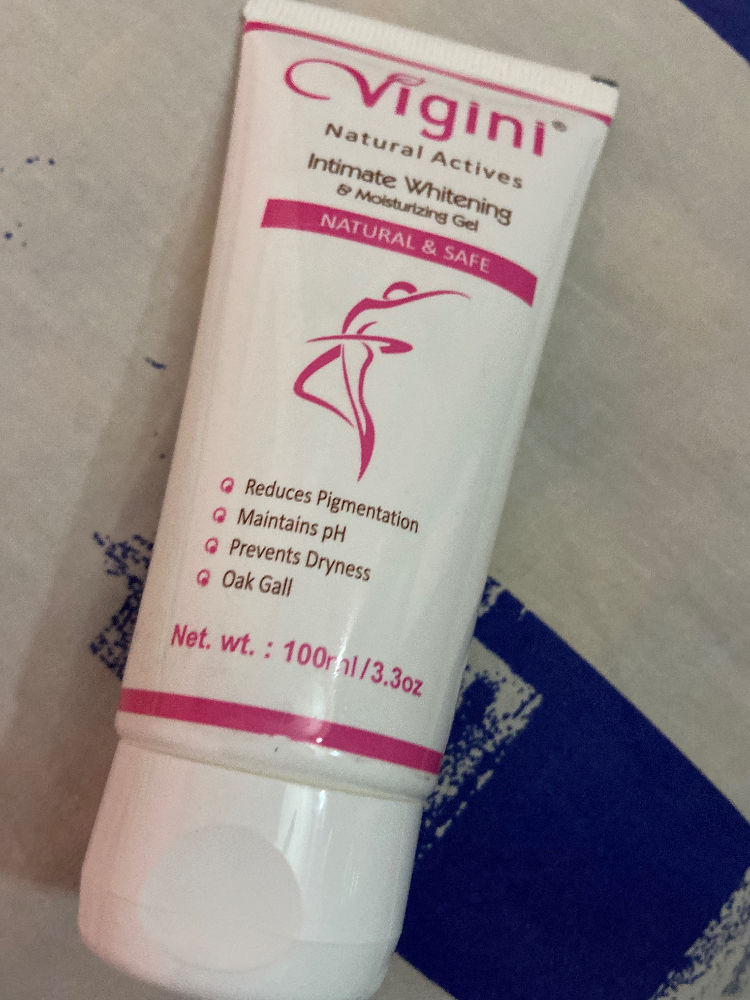 Vigini®
Natural Actives
Intimate Whitening
& Moisturizing Gel
NATURAL & SAFE
Reduces Pigmentation
Maintains pH
Prevents Dryness
Oak Gall
Net. wt. : 100ml/3.3oz